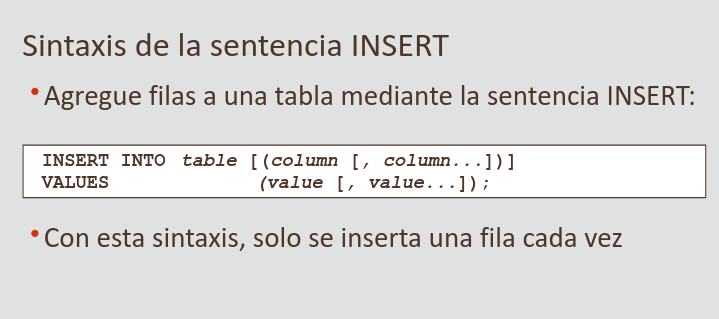 Sintaxis de la sentencia INSERT
• Agregue filas a una tabla mediante la sentencia INSERT:
INSERT INTO table [(column [, column...])]
VALUES (value [, value...]);
• Con esta sintaxis, solo se inserta una fila cada vez